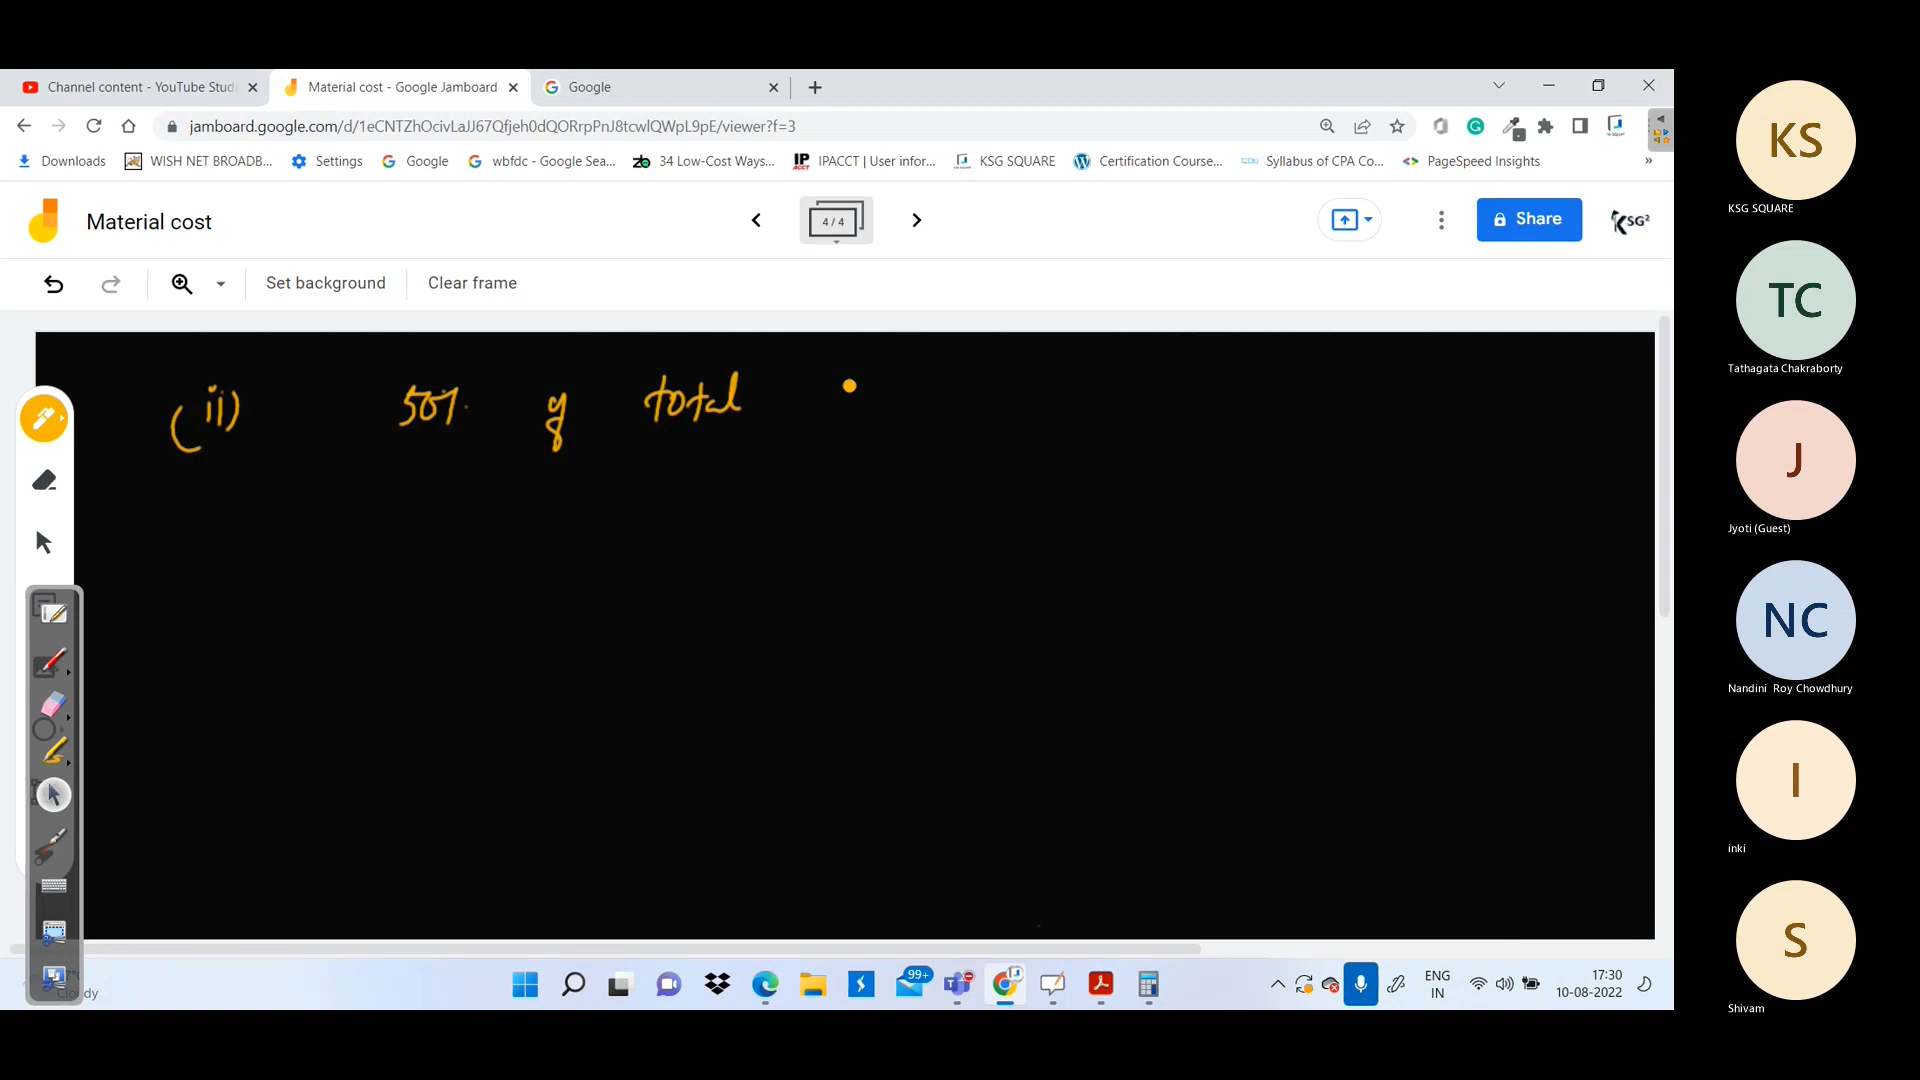 Channel content - YouTube Stud
Material cost - Google Jamboard
Google
jamboard.google.com/d/1eCNTZhOcivLaJJ67Qfjeh0dQORrpPnJ8tcwlQWpL9pE/viewer?f=3
Downloads
WISH NET BROADB...
Settings
Google
wbfdc - Google Sea...
34 Low-Cost Ways...
IPACCT | User infor...
KSG SQUARE
Certification Course...
Syllabus of CPA Co...
PageSpeed Insights
»
Material cost
4 / 4
Share
KSG²
Set background
Clear frame
(ii) 50% of total
99+
ENG
IN
17:30
10-08-2022
KS
KSG SQUARE
TC
Tathagata Chakraborty
J
Jyoti (Guest)
NC
Nandini Roy Chowdhury
I
inki
S
Shivam